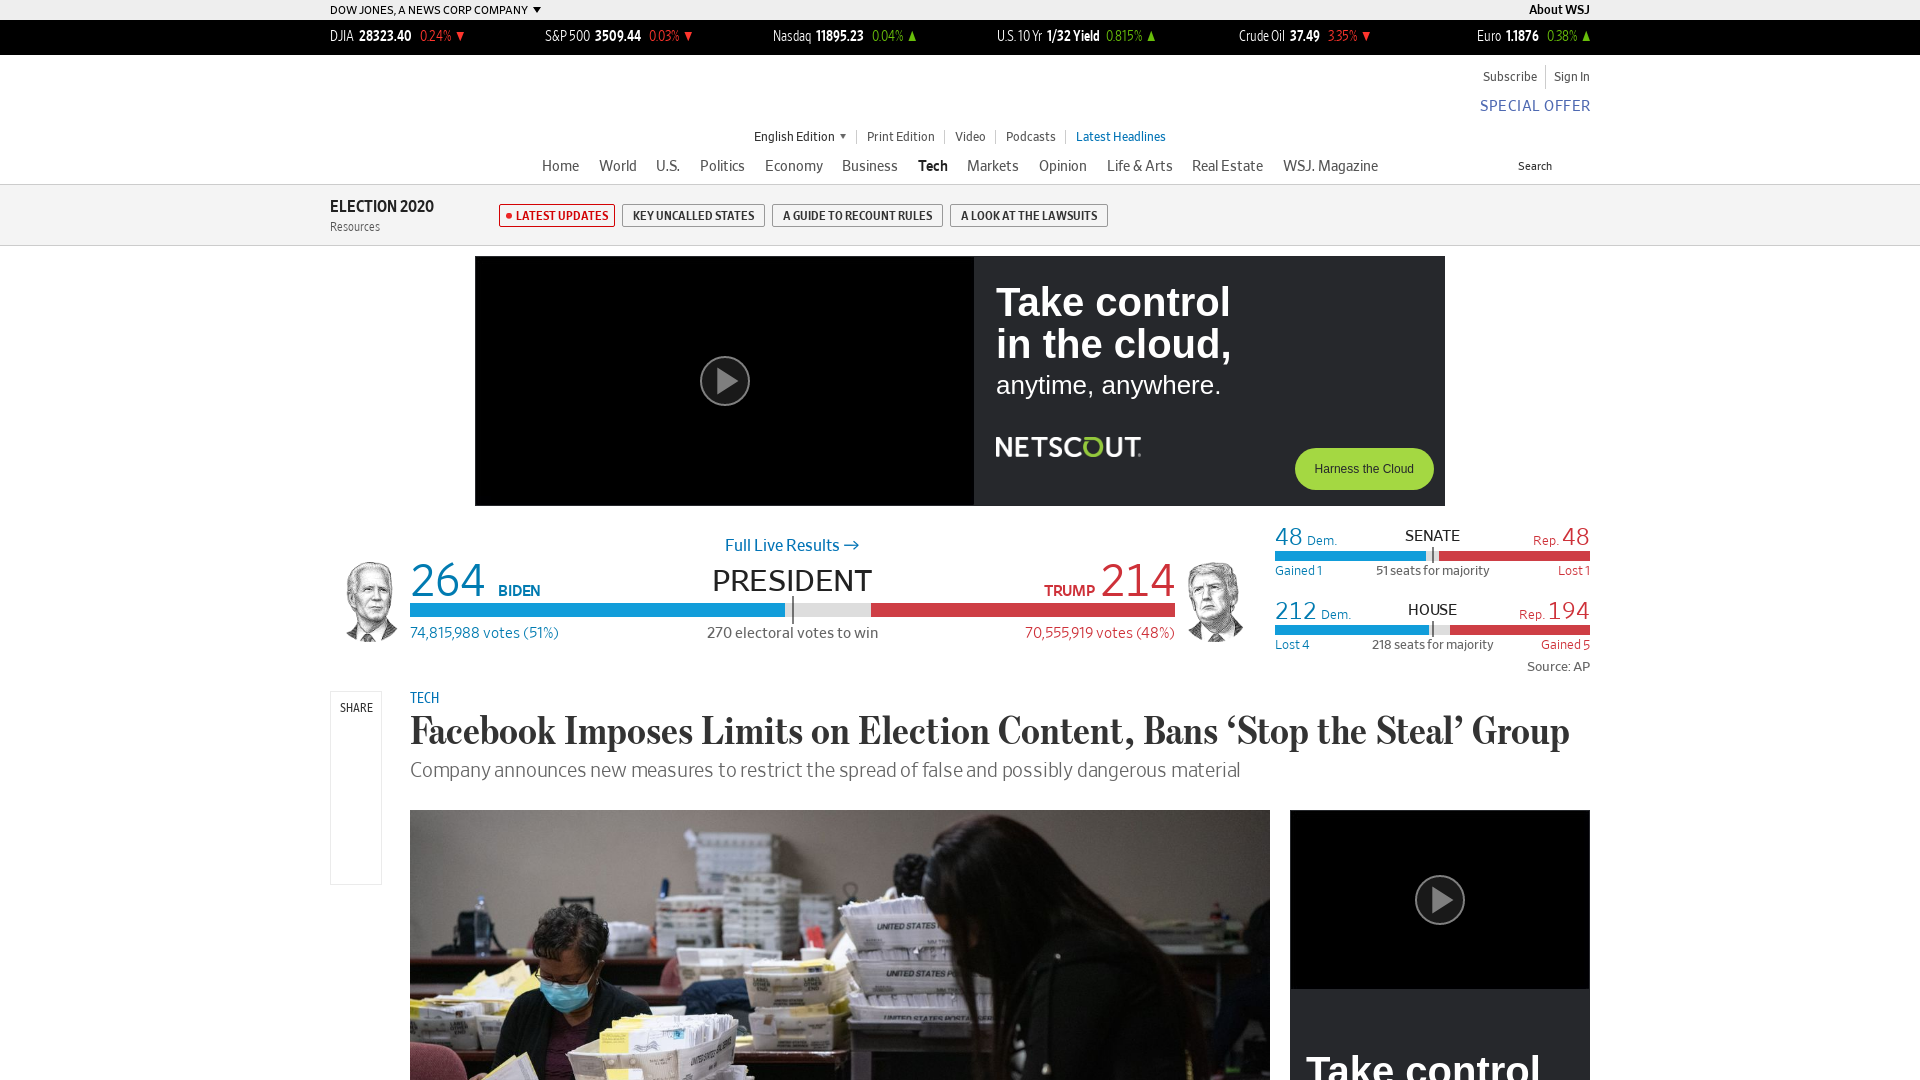 DOW JONES, A NEWS CORP COMPANY
About WSJ
DJIA 28323.40 0.24%
S&P 500 3509.44 0.03%
Nasdaq 11895.23 0.04%
U.S. 10 Yr 1/32 Yield 0.815%
Crude Oil 37.49 3.35%
Euro 1.1876 0.38%
Subscribe
Sign In
SPECIAL OFFER
English Edition
Print Edition
Video
Podcasts
Latest Headlines
Home
World
U.S.
Politics
Economy
Business
Tech
Markets
Opinion
Life & Arts
Real Estate
WSJ. Magazine
Search
ELECTION 2020
Resources
LATEST UPDATES
KEY UNCALLED STATES
A GUIDE TO RECOUNT RULES
A LOOK AT THE LAWSUITS
Take control
in the cloud,
anytime, anywhere.
NETSCOUT.
Harness the Cloud
Full Live Results →
264 BIDEN
PRESIDENT
TRUMP 214
74,815,988 votes (51%)
270 electoral votes to win
70,555,919 votes (48%)
48 Dem.
SENATE
Rep. 48
Gained 1
51 seats for majority
Lost 1
212 Dem.
HOUSE
Rep. 194
Lost 4
218 seats for majority
Gained 5
Source: AP
SHARE
TECH
Facebook Imposes Limits on Election Content, Bans ‘Stop the Steal’ Group
Company announces new measures to restrict the spread of false and possibly dangerous material
UNITED STATES
UNITED STATES
UNITED STATES POSTAL
Take control